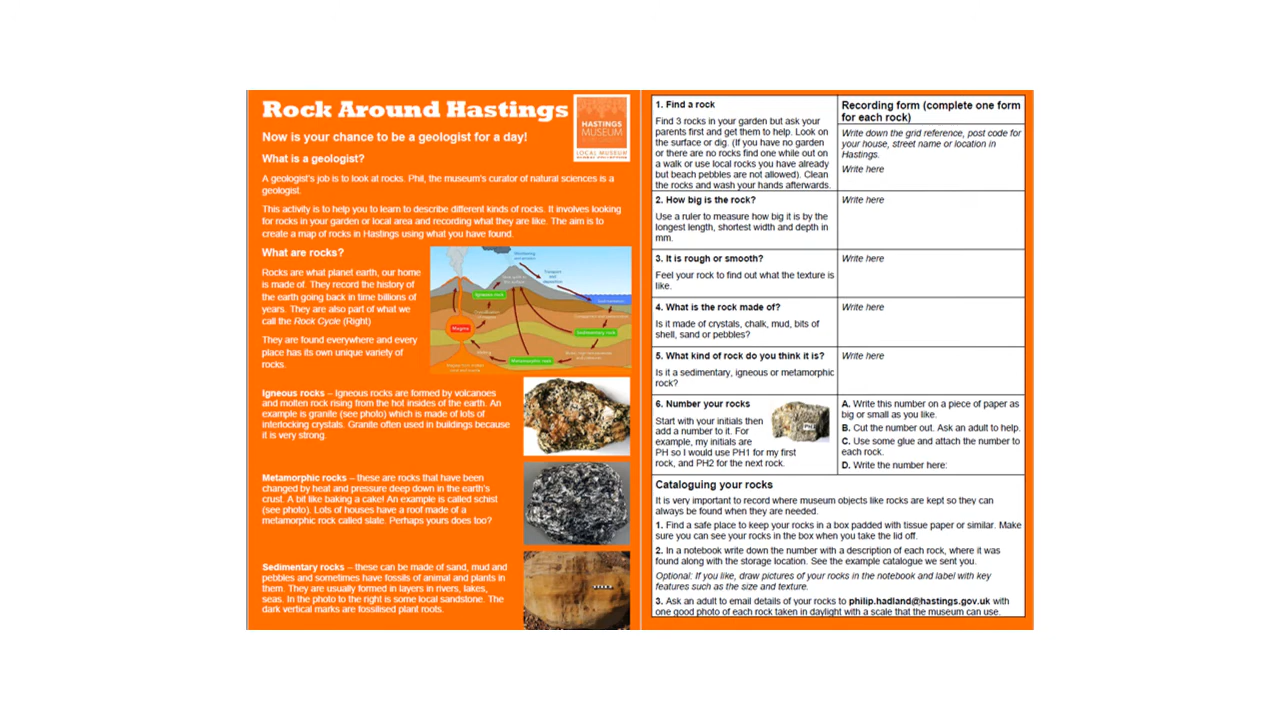 Rock Around Hastings
HASTINGS
MUSEUM
LOCAL MUSEUM
Now is your chance to be a geologist for a day!
What is a geologist?
A geologist's job is to look at rocks. Phil, the museum's curator of natural sciences is a
geologist.
This activity is to help you to learn to describe different kinds of rocks. It involves looking
for rocks in your garden or local area and recording what they are like. The aim is to
create a map of rocks in Hastings using what you have found.
What are rocks?
Rocks are what planet earth, our home
is made of. They record the history of
the earth going back in time billions of
years. They are also part of what we
call the Rock Cycle (Right)
They are found everywhere and every
place has its own unique variety of
rocks.
Igneous rock
Magma
Sedimentary rock
Metamorphic rock
Igneous rocks – Igneous rocks are formed by volcanoes
and molten rock rising from the hot insides of the earth. An
example is granite (see photo) which is made of lots of
interlocking crystals. Granite often used in buildings because
it is very strong.
Metamorphic rocks – these are rocks that have been
changed by heat and pressure deep down in the earth's
crust. A bit like baking a cake! An example is called schist
(see photo). Lots of houses have a roof made of a
metamorphic rock called slate. Perhaps yours does too?
Sedimentary rocks – these can be made of sand, mud and
pebbles and sometimes have fossils of animal and plants in
them. They are usually formed in layers in rivers, lakes,
seas. In the photo to the right is some local sandstone. The
dark vertical marks are fossilised plant roots.
1. Find a rock
Find 3 rocks in your garden but ask your
parents first and get them to help. Look on
the surface or dig. (If you have no garden
or there are no rocks find one while out on
a walk or use local rocks you have already
but beach pebbles are not allowed). Clean
the rocks and wash your hands afterwards.
Recording form (complete one form
for each rock)
Write down the grid reference, post code for
your house, street name or location in
Hastings.
Write here
2. How big is the rock?
Use a ruler to measure how big it is by the
longest length, shortest width and depth in
mm.
Write here
3. It is rough or smooth?
Feel your rock to find out what the texture is
like.
Write here
4. What is the rock made of?
Is it made of crystals, chalk, mud, bits of
shell, sand or pebbles?
Write here
5. What kind of rock do you think it is?
Is it a sedimentary, igneous or metamorphic
rock?
Write here
6. Number your rocks
Start with your initials then
add a number to it. For
example, my initials are
PH so I would use PH1 for my first
rock, and PH2 for the next rock.
A. Write this number on a piece of paper as
big or small as you like.
B. Cut the number out. Ask an adult to help.
C. Use some glue and attach the number to
each rock.
D. Write the number here:
Cataloguing your rocks
It is very important to record where museum objects like rocks are kept so they can
always be found when they are needed.
1. Find a safe place to keep your rocks in a box padded with tissue paper or similar. Make
sure you can see your rocks in the box when you take the lid off.
2. In a notebook write down the number with a description of each rock, where it was
found along with the storage location. See the example catalogue we sent you.
Optional: If you like, draw pictures of your rocks in the notebook and label with key
features such as the size and texture.
3. Ask an adult to email details of your rocks to philip.hadland@hastings.gov.uk with
one good photo of each rock taken in daylight with a scale that the museum can use.